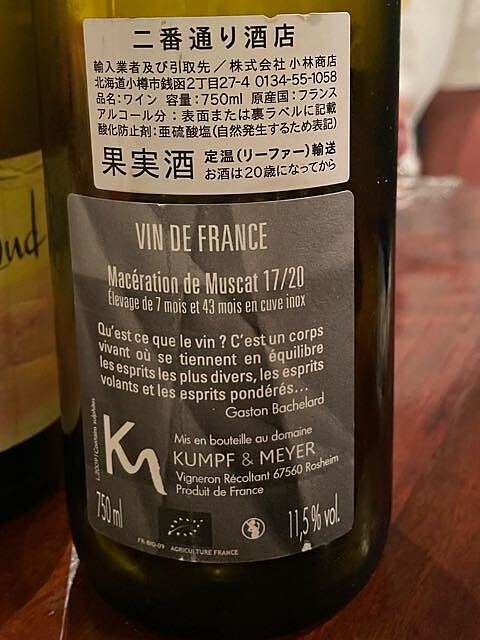 二番通り酒店
輸入業者及び引取先／株式会社 小林商店
北海道小樽市銭函2丁目27-4 0134-55-1058
品名：ワイン 容量：750ml 原産国：フランス
アルコール分：表面または裏ラベルに記載
酸化防止剤：亜硫酸塩（自然発生するため表記）
果実酒 定温（リーファー）輸送
お酒は20歳になってから
VIN DE FRANCE
Macération de Muscat 17/20
Élevage de 7 mois et 43 mois en cuve inox
Qu'est ce que le vin ? C'est un corps
vivant où se tiennent en équilibre
les esprits les plus divers, les esprits
volants et les esprits pondérés...
Gaston Bachelard
KM
Mis en bouteille au domaine
KUMPF & MEYER
Vigneron Récoltant 67560 Rosheim
Produit de France
750 ml
11,5 % vol.
FR-BIO-09 AGRICULTURE FRANCE